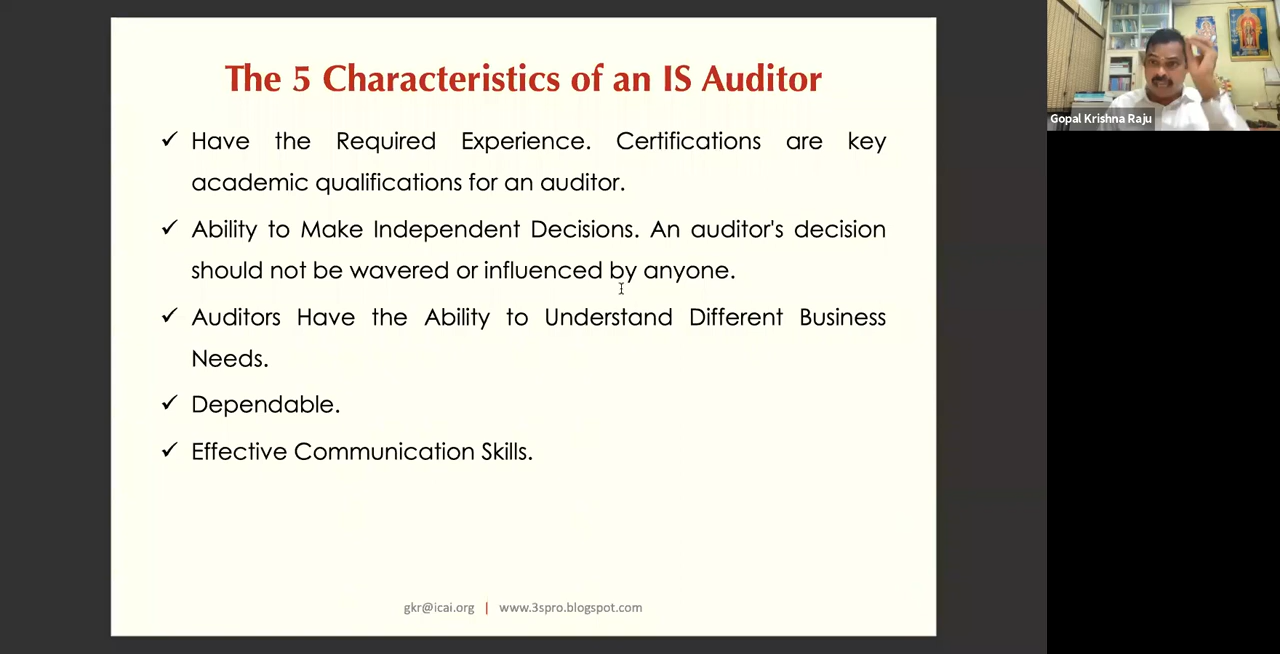 The 5 Characteristics of an IS Auditor
✓ Have the Required Experience. Certifications are key
academic qualifications for an auditor.
✓ Ability to Make Independent Decisions. An auditor's decision
should not be wavered or influenced by anyone.
✓ Auditors Have the Ability to Understand Different Business
Needs.
✓ Dependable.
✓ Effective Communication Skills.
gkr@icai.org | www.3spro.blogspot.com
Gopal Krishna Raju